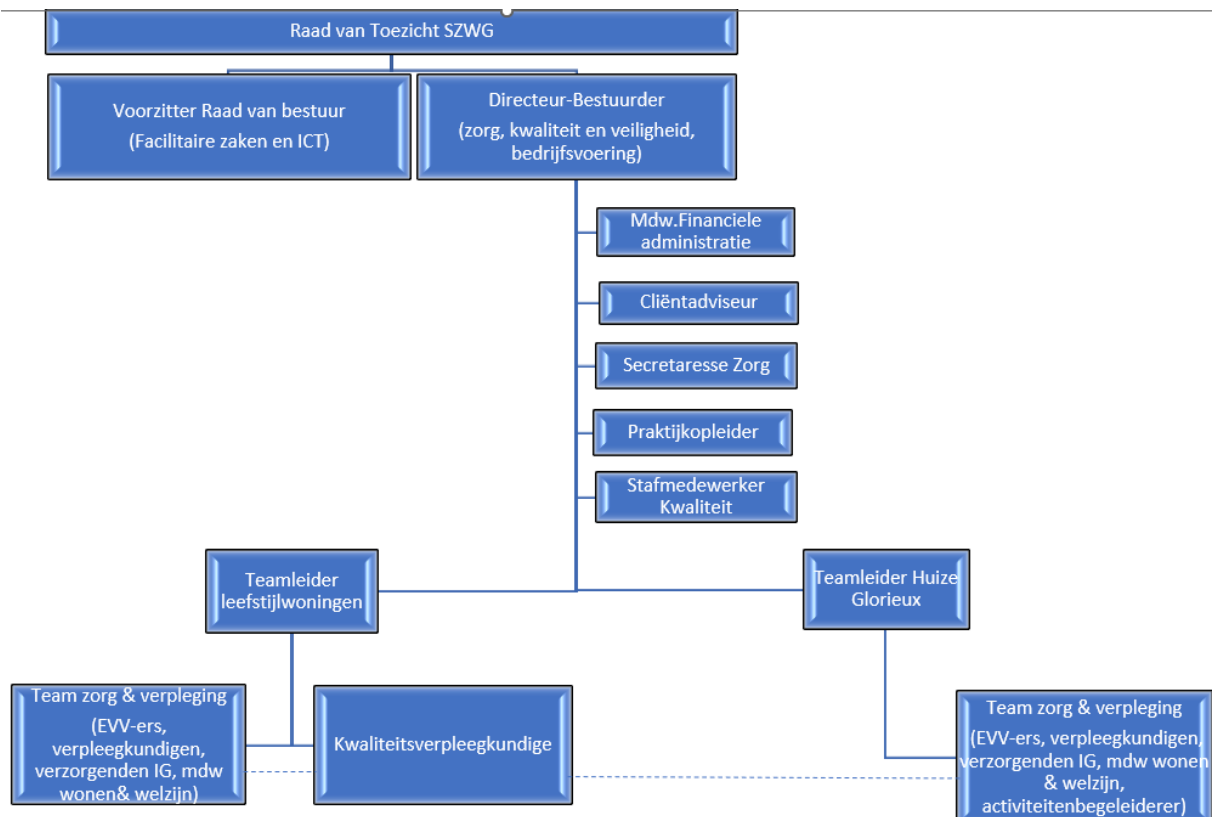 Raad van Toezicht SZWG
Voorzitter Raad van bestuur
(Facilitaire zaken en ICT)
Directeur-Bestuurder
(zorg, kwaliteit en veiligheid,
bedrijfsvoering)
Mdw.Financiele
administratie
Cliëntadviseur
Secretaresse Zorg
Praktijkopleider
Stafmedewerker
Kwaliteit
Teamleider
leefstijlwoningen
Teamleider Huize
Glorieux
Team zorg & verpleging
(EVV-ers,
verpleegkundigen,
verzorgenden IG, mdw
wonen& welzijn)
Kwaliteitsverpleegkundige
Team zorg & verpleging
(EVV-ers, verpleegkundigen,
verzorgenden IG, mdw wonen
& welzijn,
activiteitenbegeleiderer)